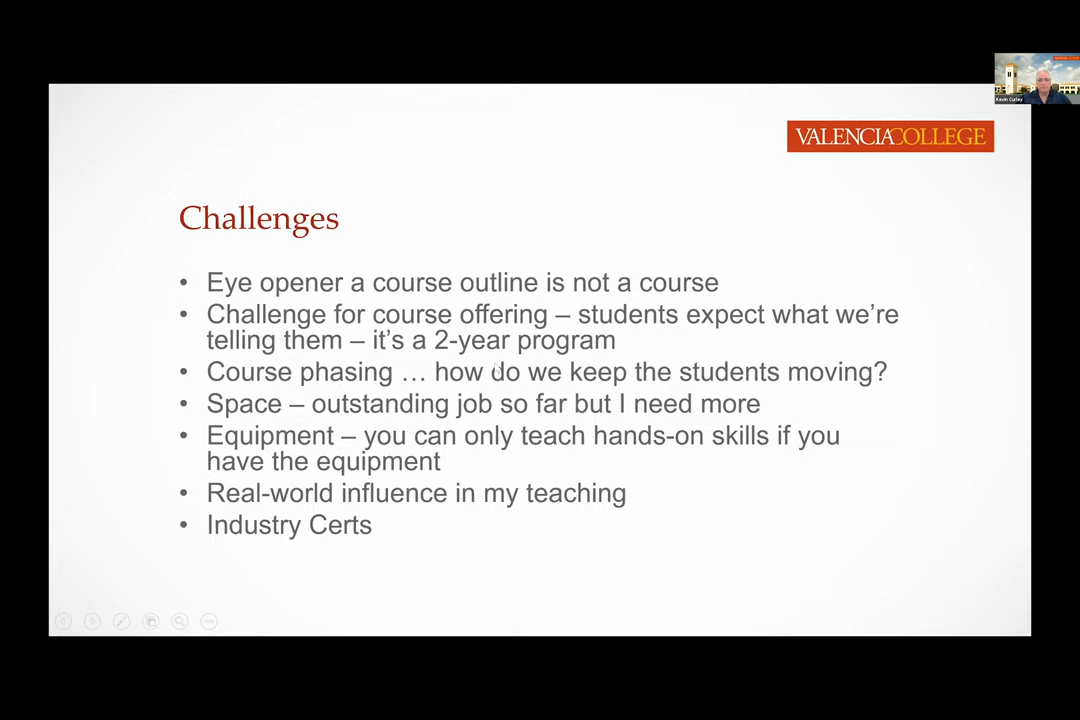 VALENCIACOLLEGE
Kevin Curley
Challenges
• Eye opener a course outline is not a course
• Challenge for course offering – students expect what we’re
telling them – it’s a 2-year program
• Course phasing … how do we keep the students moving?
• Space – outstanding job so far but I need more
• Equipment – you can only teach hands-on skills if you
have the equipment
• Real-world influence in my teaching
• Industry Certs